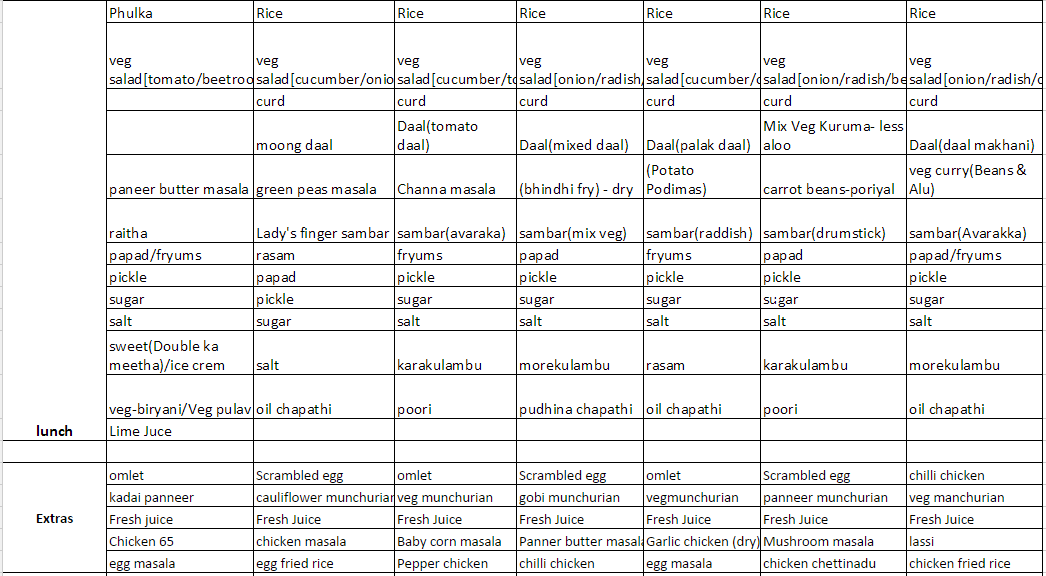 Phulka Rice Rice Rice Rice Rice Rice
veg veg veg veg veg veg veg
salad[tomato/beetroo salad[cucumber/onio salad[cucumber/to salad[onion/radish, salad[cucumber/ salad[onion/radish/be salad[onion/radish/
curd curd curd curd curd curd
Daal(tomato Mix Veg Kuruma- less
moong daal daal) Daal(mixed daal) Daal(palak daal) aloo Daal(daal makhani)
(Potato veg curry(Beans &
paneer butter masala green peas masala Channa masala (bhindhi fry) - dry Podimas) carrot beans-poriyal Alu)
raitha Lady's finger sambar sambar(avaraka) sambar(mix veg) sambar(raddish) sambar(drumstick) sambar(Avarakka)
papad/fryums rasam fryums papad fryums papad papad/fryums
pickle papad pickle pickle pickle pickle pickle
sugar pickle sugar sugar sugar sugar sugar
salt sugar salt salt salt salt salt
sweet(Double ka
meetha)/ice crem salt karakulambu morekulambu rasam karakulambu morekulambu
veg-biryani/Veg pulav oil chapathi poori pudhina chapathi oil chapathi poori oil chapathi
lunch Lime Juce
omlet Scrambled egg omlet Scrambled egg omlet Scrambled egg chilli chicken
kadai panneer cauliflower munchurian veg munchurian gobi munchurian vegmunchurian panneer munchurian veg manchurian
Extras Fresh juice Fresh Juice Fresh Juice Fresh Juice Fresh Juice Fresh Juice Fresh Juice
Chicken 65 chicken masala Baby corn masala Panner butter masala Garlic chicken (dry) Mushroom masala lassi
egg masala egg fried rice Pepper chicken chilli chicken egg masala chicken chettinadu chicken fried rice